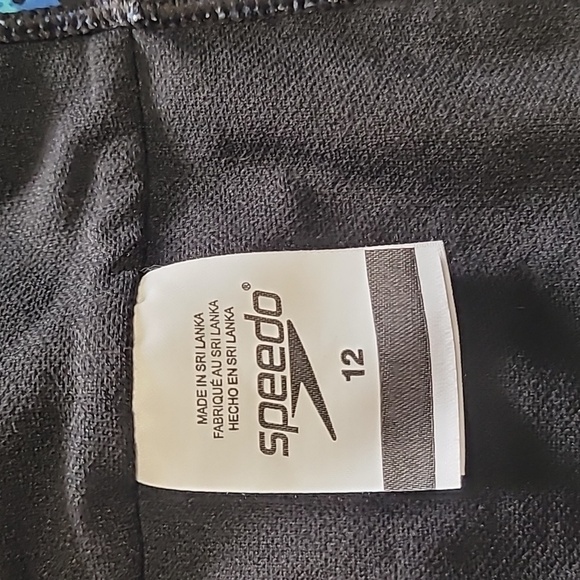 MADE IN SRI LANKA
FABRIQUÉ AU SRI LANKA
HECHO EN SRI LANKA
speedo®
12